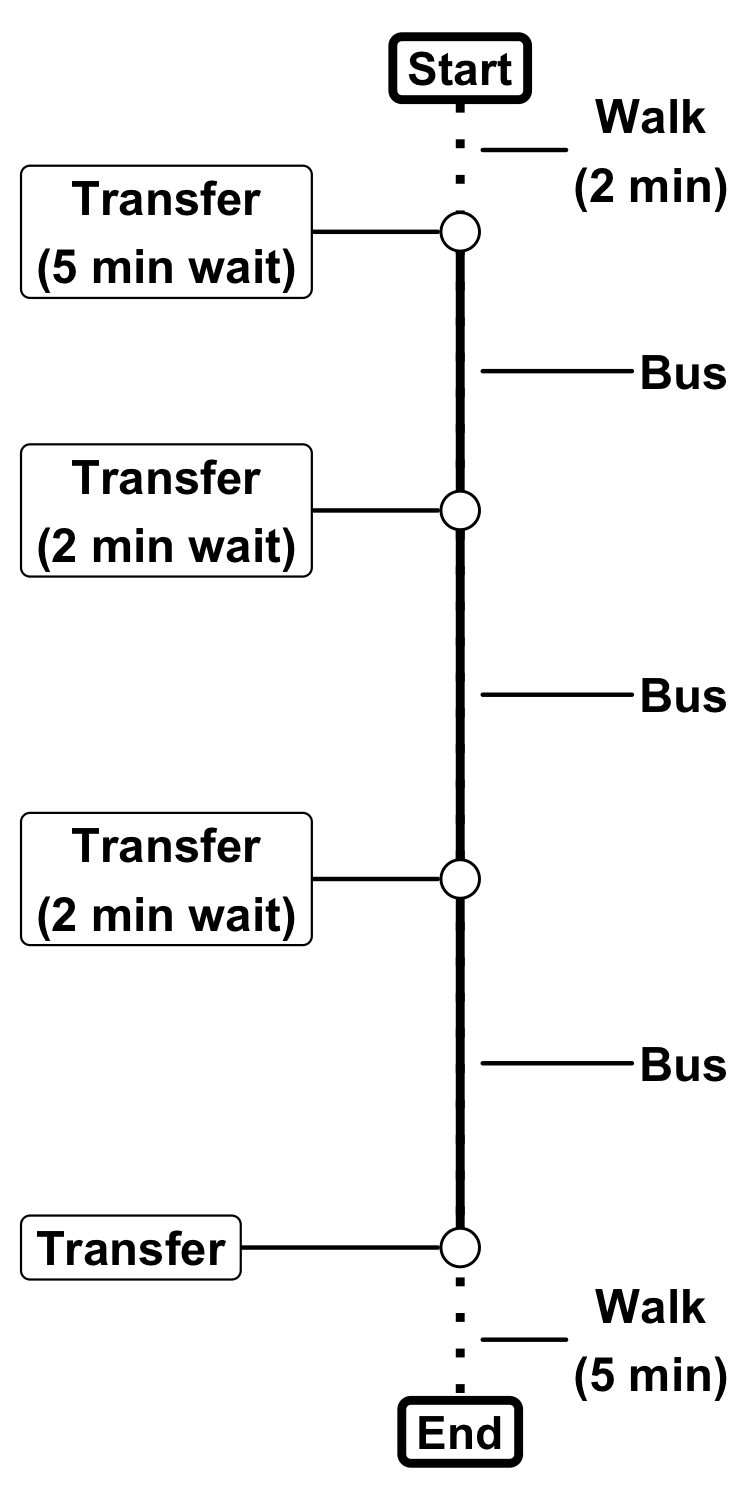 Start
Walk
(2 min)
Transfer
(5 min wait)
Bus
Transfer
(2 min wait)
Bus
Transfer
(2 min wait)
Bus
Transfer
Walk
(5 min)
End